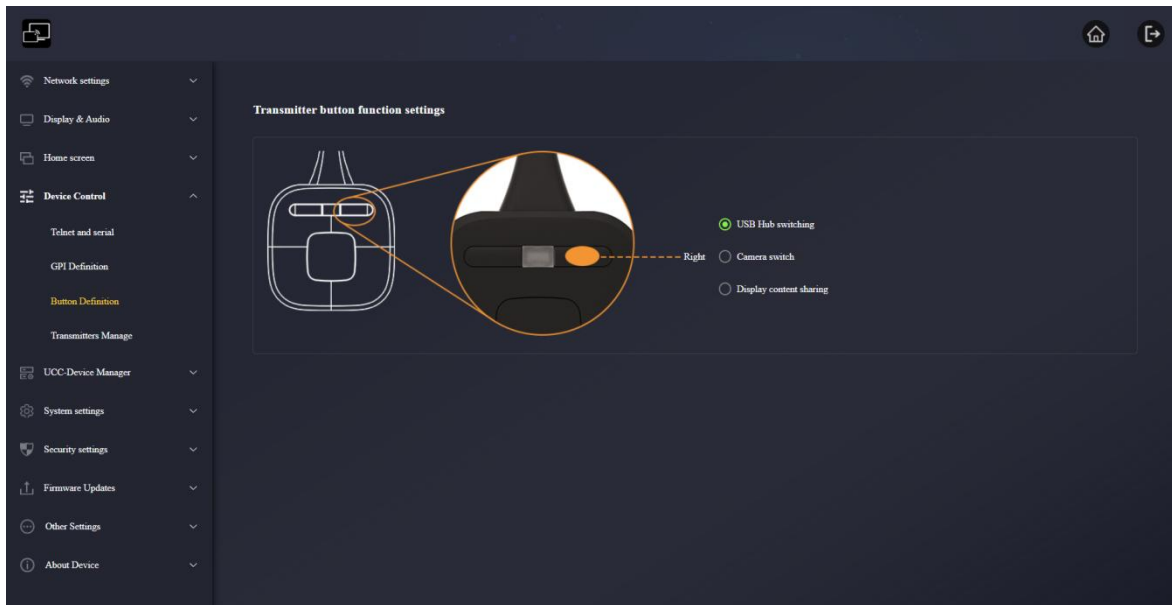 Network settings
Display & Audio
Home screen
Device Control
Telnet and serial
GPI Definition
Button Definition
Transmitters Manage
UCC-Device Manager
System settings
Security settings
Firmware Updates
Other Settings
About Device
Transmitter button function settings
USB Hub switching
Right Camera switch
Display content sharing